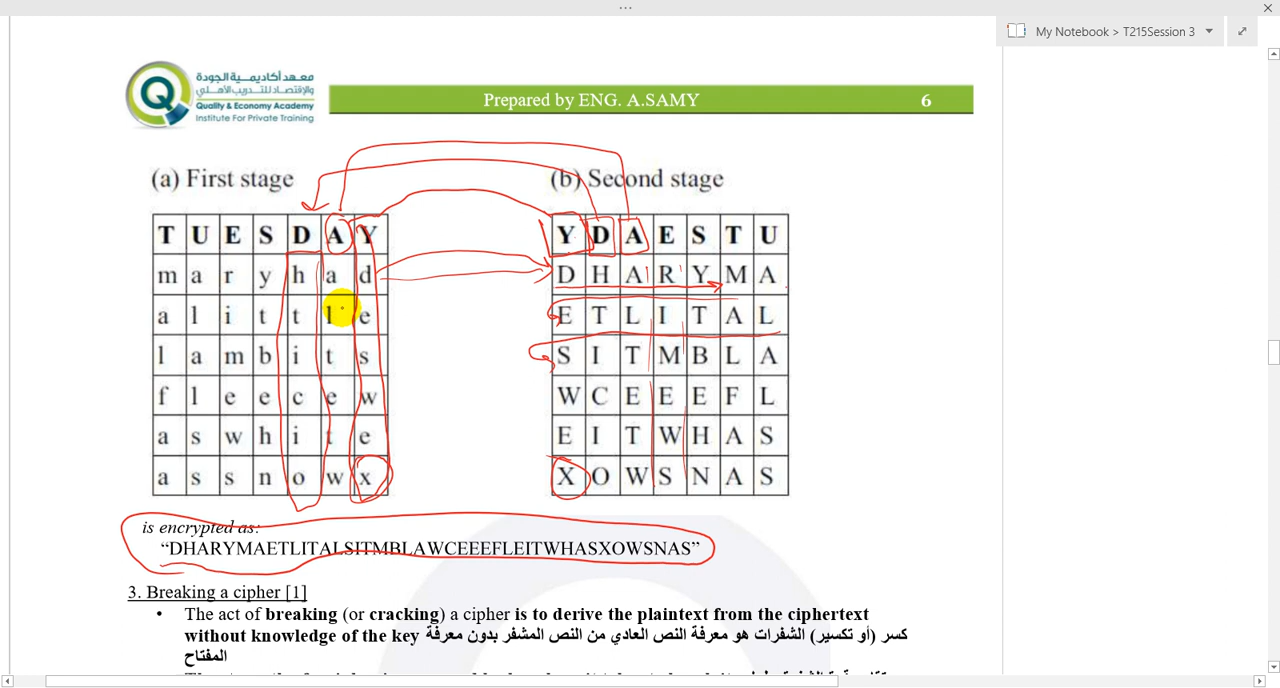 My Notebook > T215Session 3
معهد أكاديمية الجودة
والإقتصاد للتدريب الأهلي
Quality & Economy Academy
Institute For Private Training
Prepared by ENG. A.SAMY
6
(a) First stage
T U E S D A Y
m a r y h a d
a l i t t l e
l a m b i t s
f l e e c e w
a s w h i t e
a s s n o w x
(b) Second stage
Y D A E S T U
D H A R Y M A
E T L I T A L
S I T M B L A
W C E E E F L
E I T W H A S
X O W S N A S
is encrypted as:
“DHARYMAETLITALSITMBLAWCEEEFLEITWHASXOWSNAS”
3. Breaking a cipher [1]
• The act of breaking (or cracking) a cipher is to derive the plaintext from the ciphertext
without knowledge of the key كسر (أو تكسير) الشفرات هو معرفة النص العادي من النص المشفر بدون معرفة
المفتاح